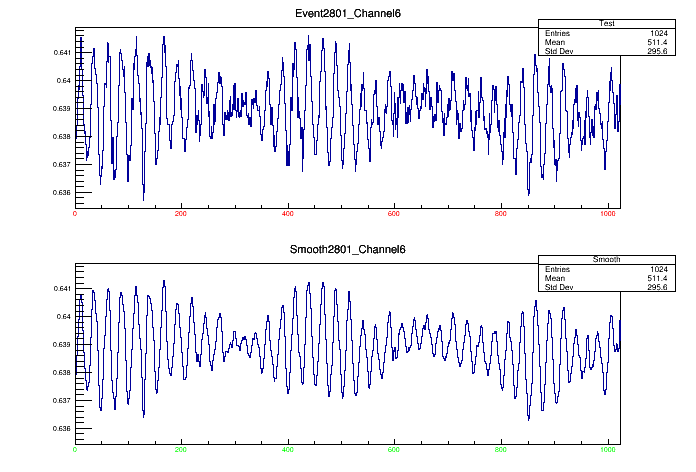 Event2801_Channel6
Test
Entries 1024
Mean 511.4
Std Dev 295.6
0.641
0.64
0.639
0.638
0.637
0.636
0 200 400 600 800 1000
Smooth2801_Channel6
Smooth
Entries 1024
Mean 511.4
Std Dev 295.6
0.641
0.64
0.639
0.638
0.637
0.636
0 200 400 600 800 1000